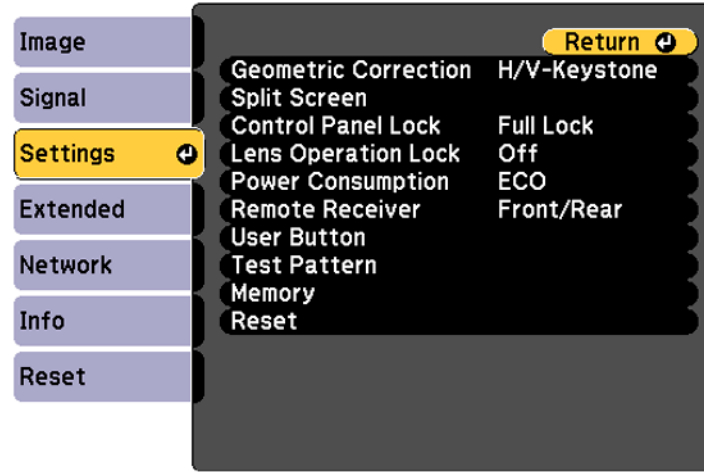 Image
Signal
Settings
Extended
Network
Info
Reset
Return
Geometric Correction H/V-Keystone
Split Screen
Control Panel Lock Full Lock
Lens Operation Lock Off
Power Consumption ECO
Remote Receiver Front/Rear
User Button
Test Pattern
Memory
Reset